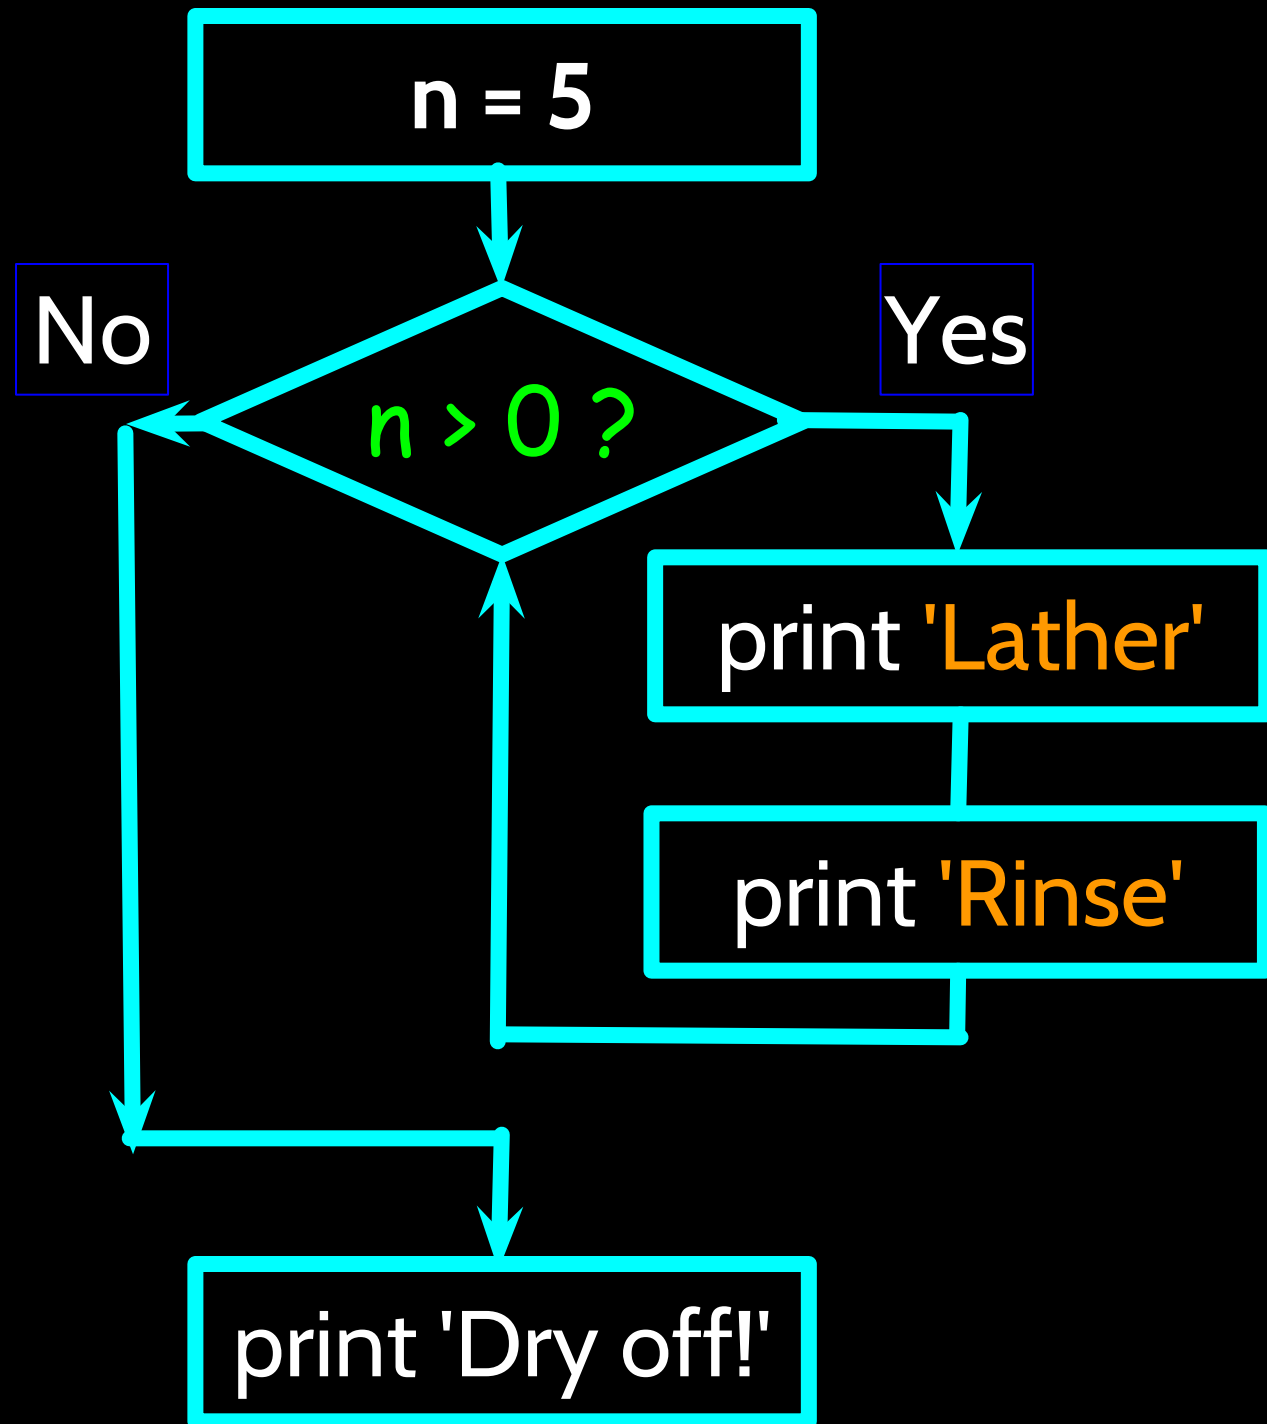 n = 5
No
Yes
n > 0 ?
print 'Lather'
print 'Rinse'
print 'Dry off!'